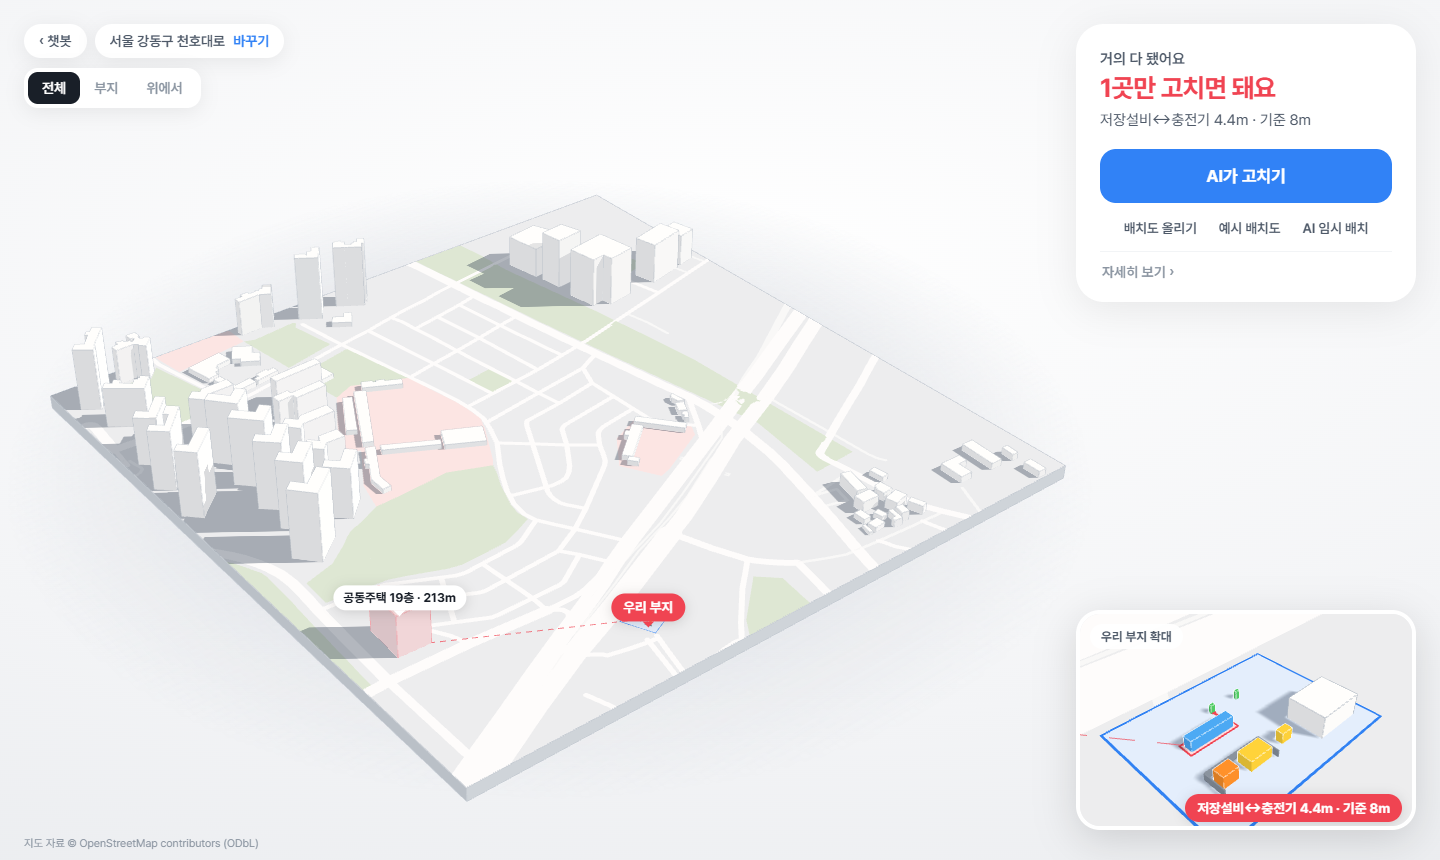 ‹ 챗봇
서울 강동구 천호대로 바꾸기
전체 부지 위에서
거의 다 됐어요
1곳만 고치면 돼요
저장설비↔충전기 4.4m · 기준 8m
AI가 고치기
배치도 올리기 예시 배치도 AI 임시 배치
자세히 보기 ›
공동주택 19층 · 213m
우리 부지
우리 부지 확대
저장설비↔충전기 4.4m · 기준 8m
지도 자료 © OpenStreetMap contributors (ODbL)